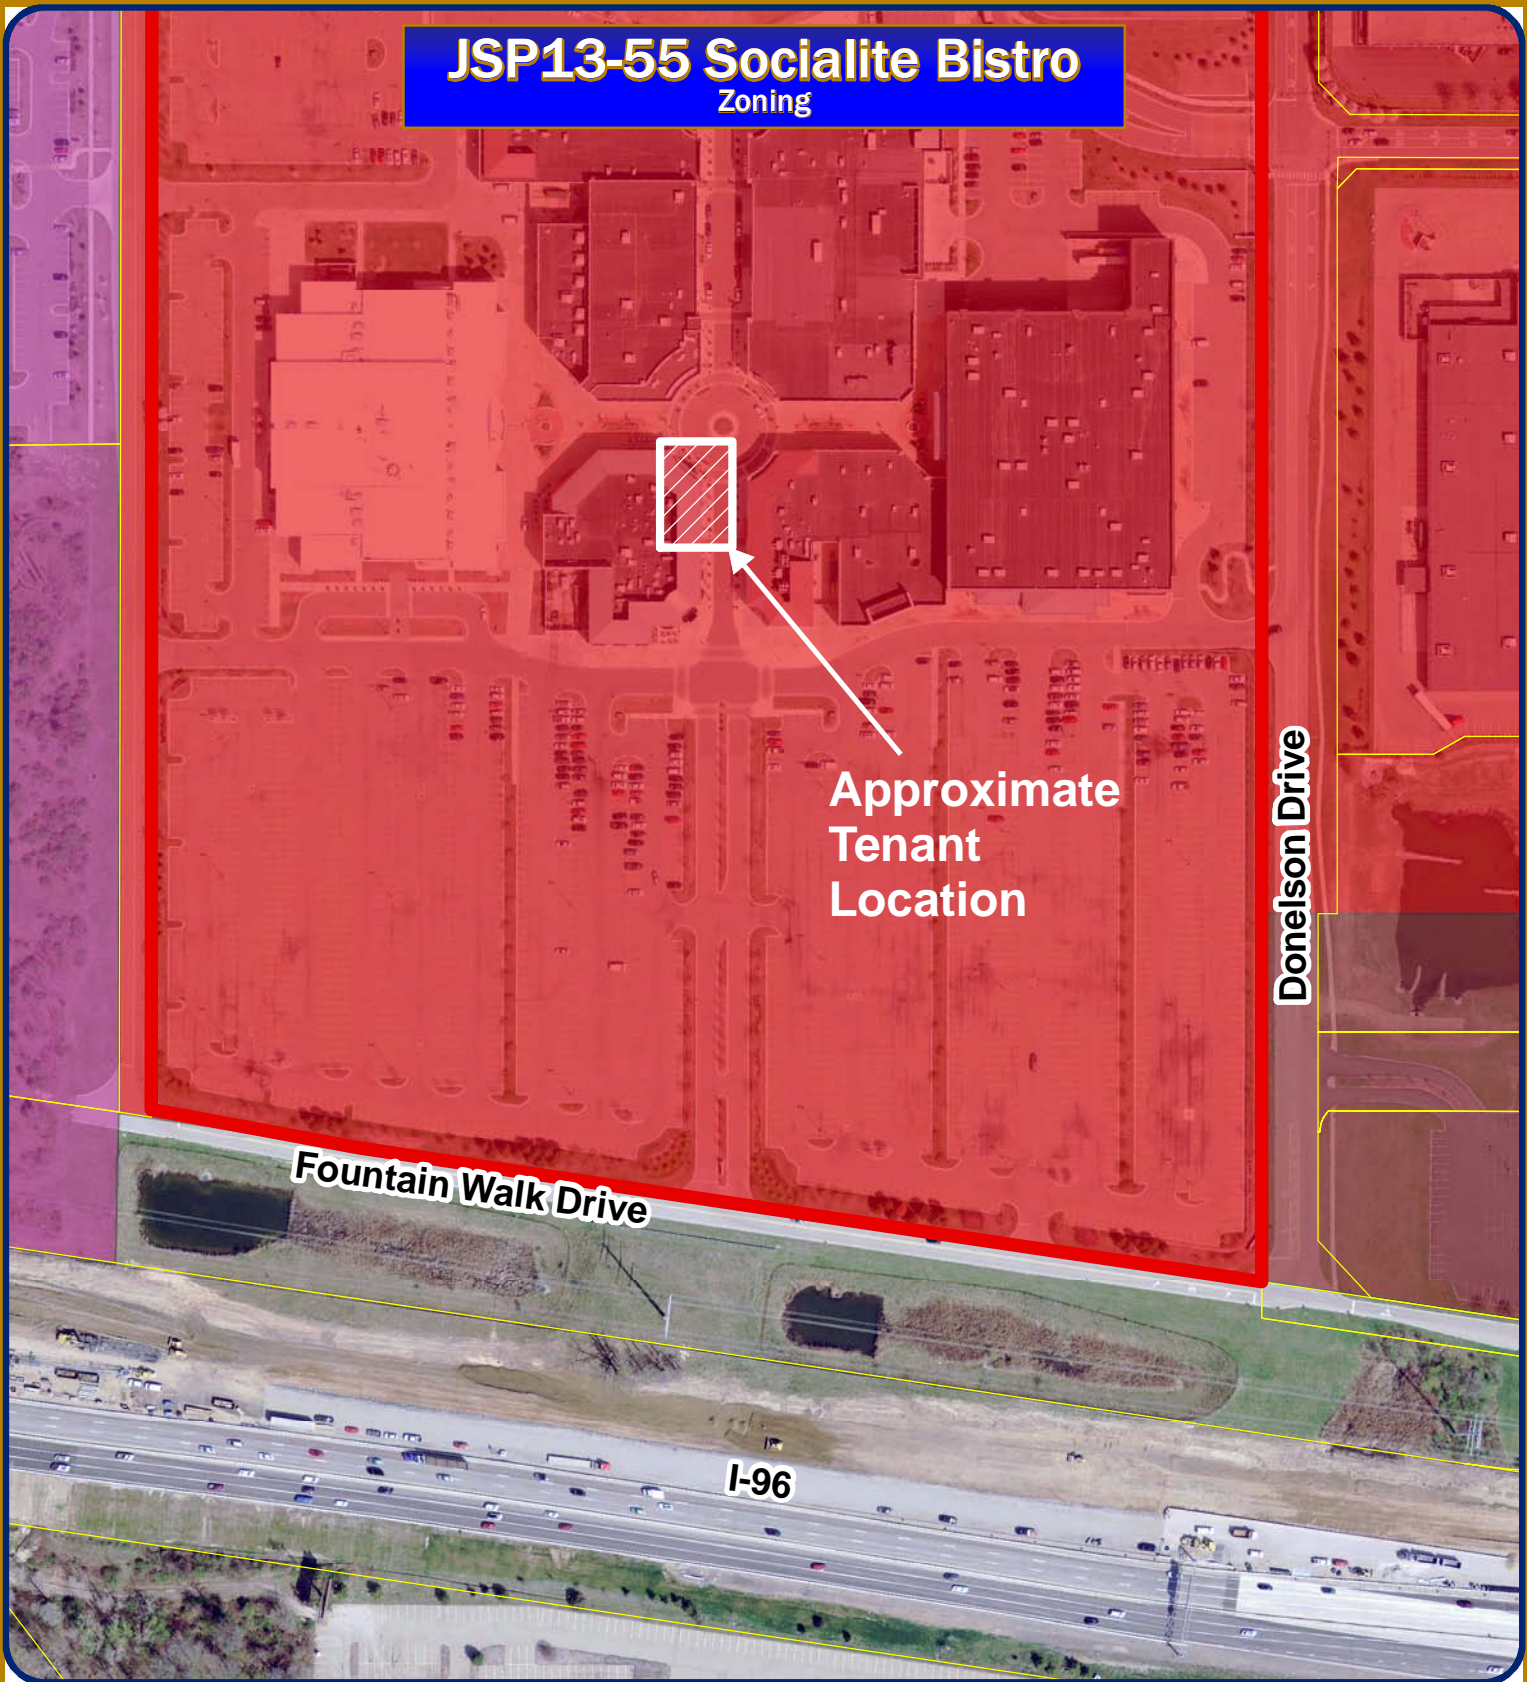 JSP13-55 Socialite Bistro
Zoning
Approximate
Tenant
Location
Donelson Drive
Fountain Walk Drive
I-96